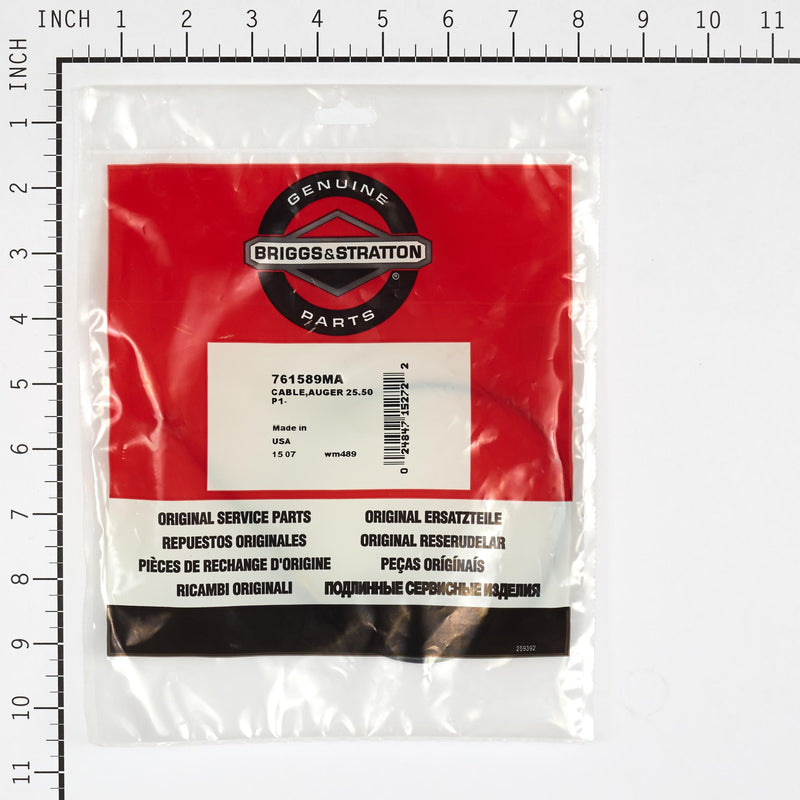 INCH 1 2 3 4 5 6 7 8 9 10 11
INCH 1 2 3 4 5 6 7 8 9 10 11
GENUINE
BRIGGS&STRATTON
®
PARTS
761589MA
CABLE,AUGER 25.50
P1-
Made in
USA
15 07 wm489
0 24847 15272 2
ORIGINAL SERVICE PARTS ORIGINAL ERSATZTEILE
REPUESTOS ORIGINALES ORIGINAL RESERUDELAR
PIÈCES DE RECHANGE D'ORIGINE PEÇAS ORÍGÍNAÍS
RICAMBI ORIGINALI ПОДЛИННЫЕ СЕРВИСНЫЕ ИЗДЕЛИЯ
259392